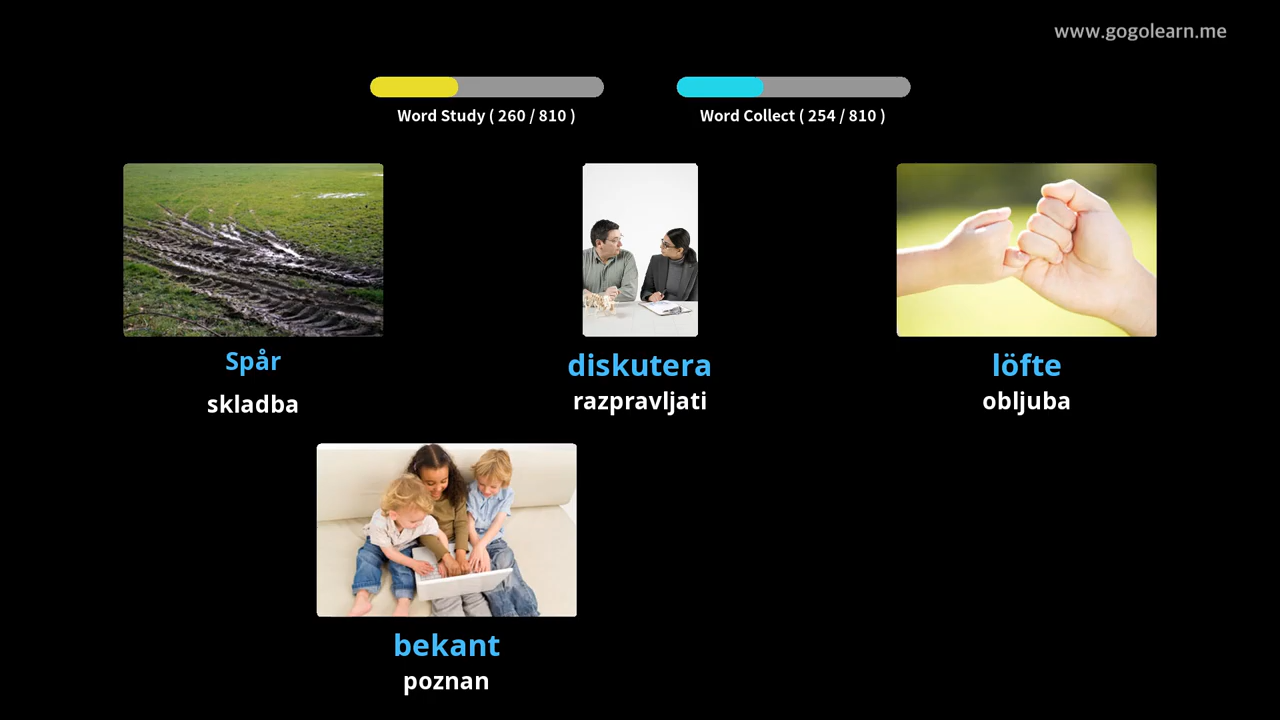 www.gogolearn.me
Word Study ( 260 / 810 )
Word Collect ( 254 / 810 )
Spår
skladba
diskutera
razpravljati
löfte
obljuba
bekant
poznan